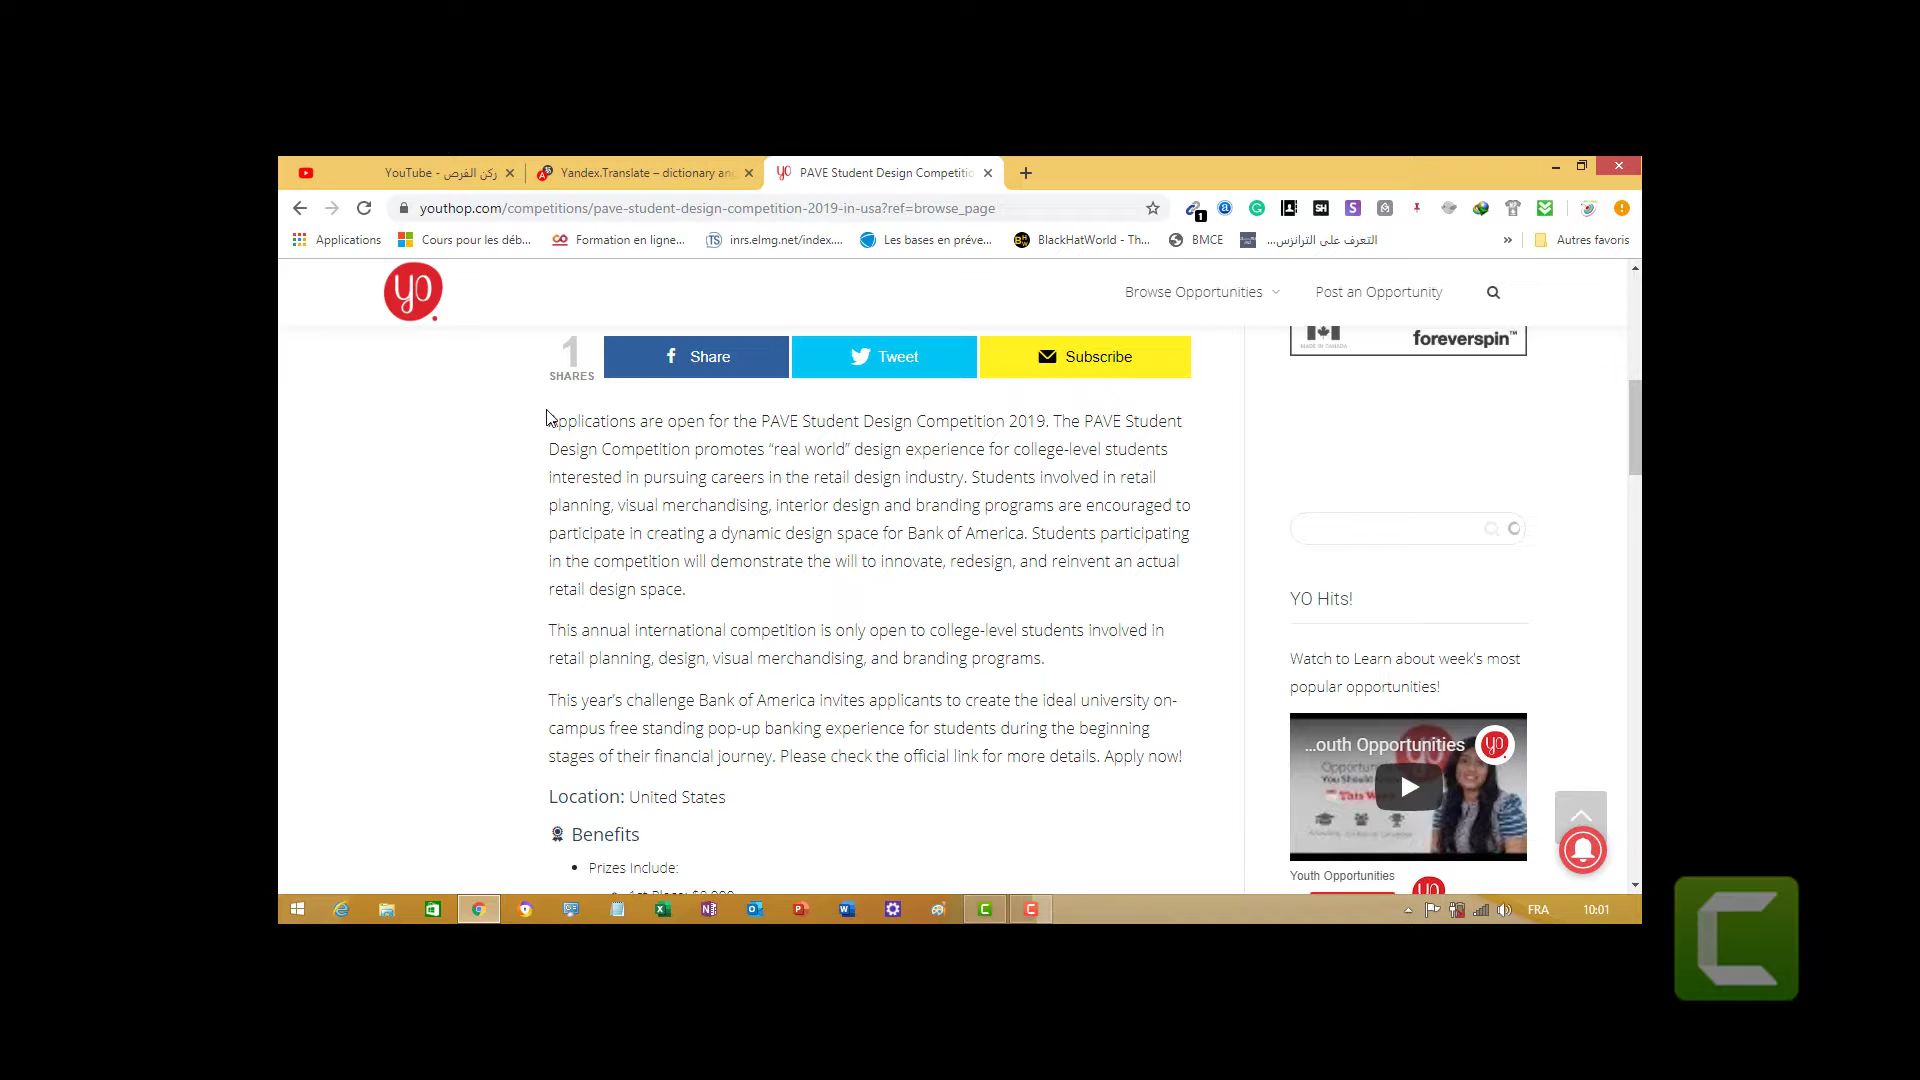 YouTube - ركن الفرص
Yandex.Translate – dictionary an
yo PAVE Student Design Competitio
youthop.com/competitions/pave-student-design-competition-2019-in-usa?ref=browse_page
1
Applications
Cours pour les déb...
Formation en ligne...
inrs.elmg.net/index....
Les bases en préve...
BlackHatWorld - Th...
BMCE
التعرف على الترانزس...
Autres favoris
yo.
Browse Opportunities
Post an Opportunity
MADE IN CANADA
foreverspin™
1
SHARES
Share
Tweet
Subscribe
Applications are open for the PAVE Student Design Competition 2019. The PAVE Student
Design Competition promotes “real world” design experience for college-level students
interested in pursuing careers in the retail design industry. Students involved in retail
planning, visual merchandising, interior design and branding programs are encouraged to
participate in creating a dynamic design space for Bank of America. Students participating
in the competition will demonstrate the will to innovate, redesign, and reinvent an actual
retail design space.
This annual international competition is only open to college-level students involved in
retail planning, design, visual merchandising, and branding programs.
This year’s challenge Bank of America invites applicants to create the ideal university on-
campus free standing pop-up banking experience for students during the beginning
stages of their financial journey. Please check the official link for more details. Apply now!
Location: United States
Benefits
• Prizes Include:
YO Hits!
Watch to Learn about week's most
popular opportunities!
...outh Opportunities
yo.
This Week
Youth Opportunities
FRA
10:01